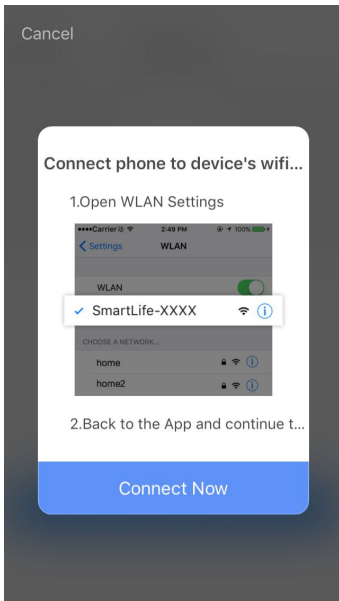 Cancel
Connect phone to device's wifi...
1.Open WLAN Settings
Carrier 2:49 PM 100%
Settings WLAN
WLAN
SmartLife-XXXX
CHOOSE A NETWORK...
home
home2
2.Back to the App and continue t...
Connect Now